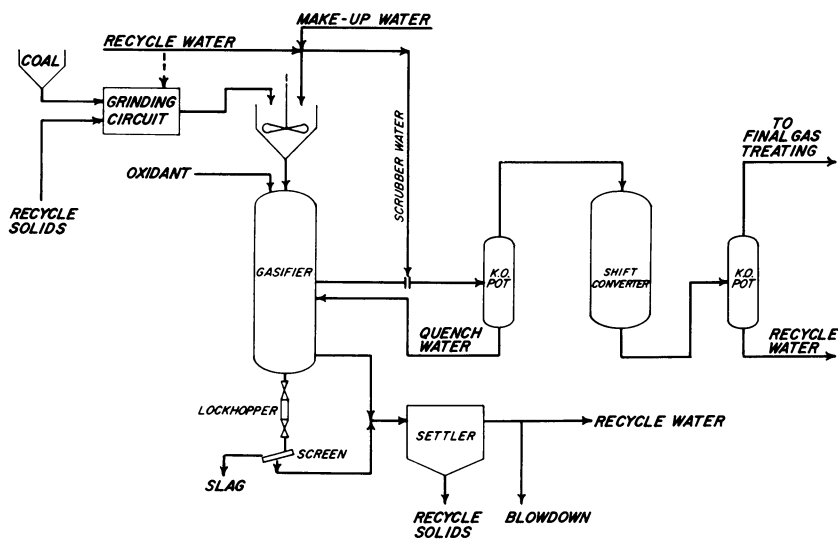 MAKE-UP WATER
RECYCLE WATER
COAL
GRINDING
CIRCUIT
OXIDANT
RECYCLE
SOLIDS
SCRUBBER WATER
TO
FINAL GAS
TREATING
GASIFIER
K.O.
POT
SHIFT
CONVERTER
K.O.
POT
QUENCH
WATER
RECYCLE
WATER
LOCKHOPPER
SCREEN
SLAG
SETTLER
RECYCLE WATER
RECYCLE
SOLIDS
BLOWDOWN